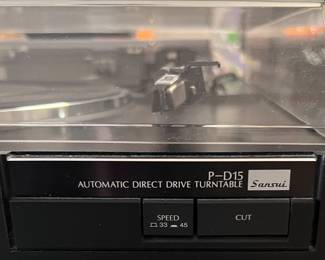 P-D15
AUTOMATIC DIRECT DRIVE TURNTABLE Sansui
SPEED CUT
33 45